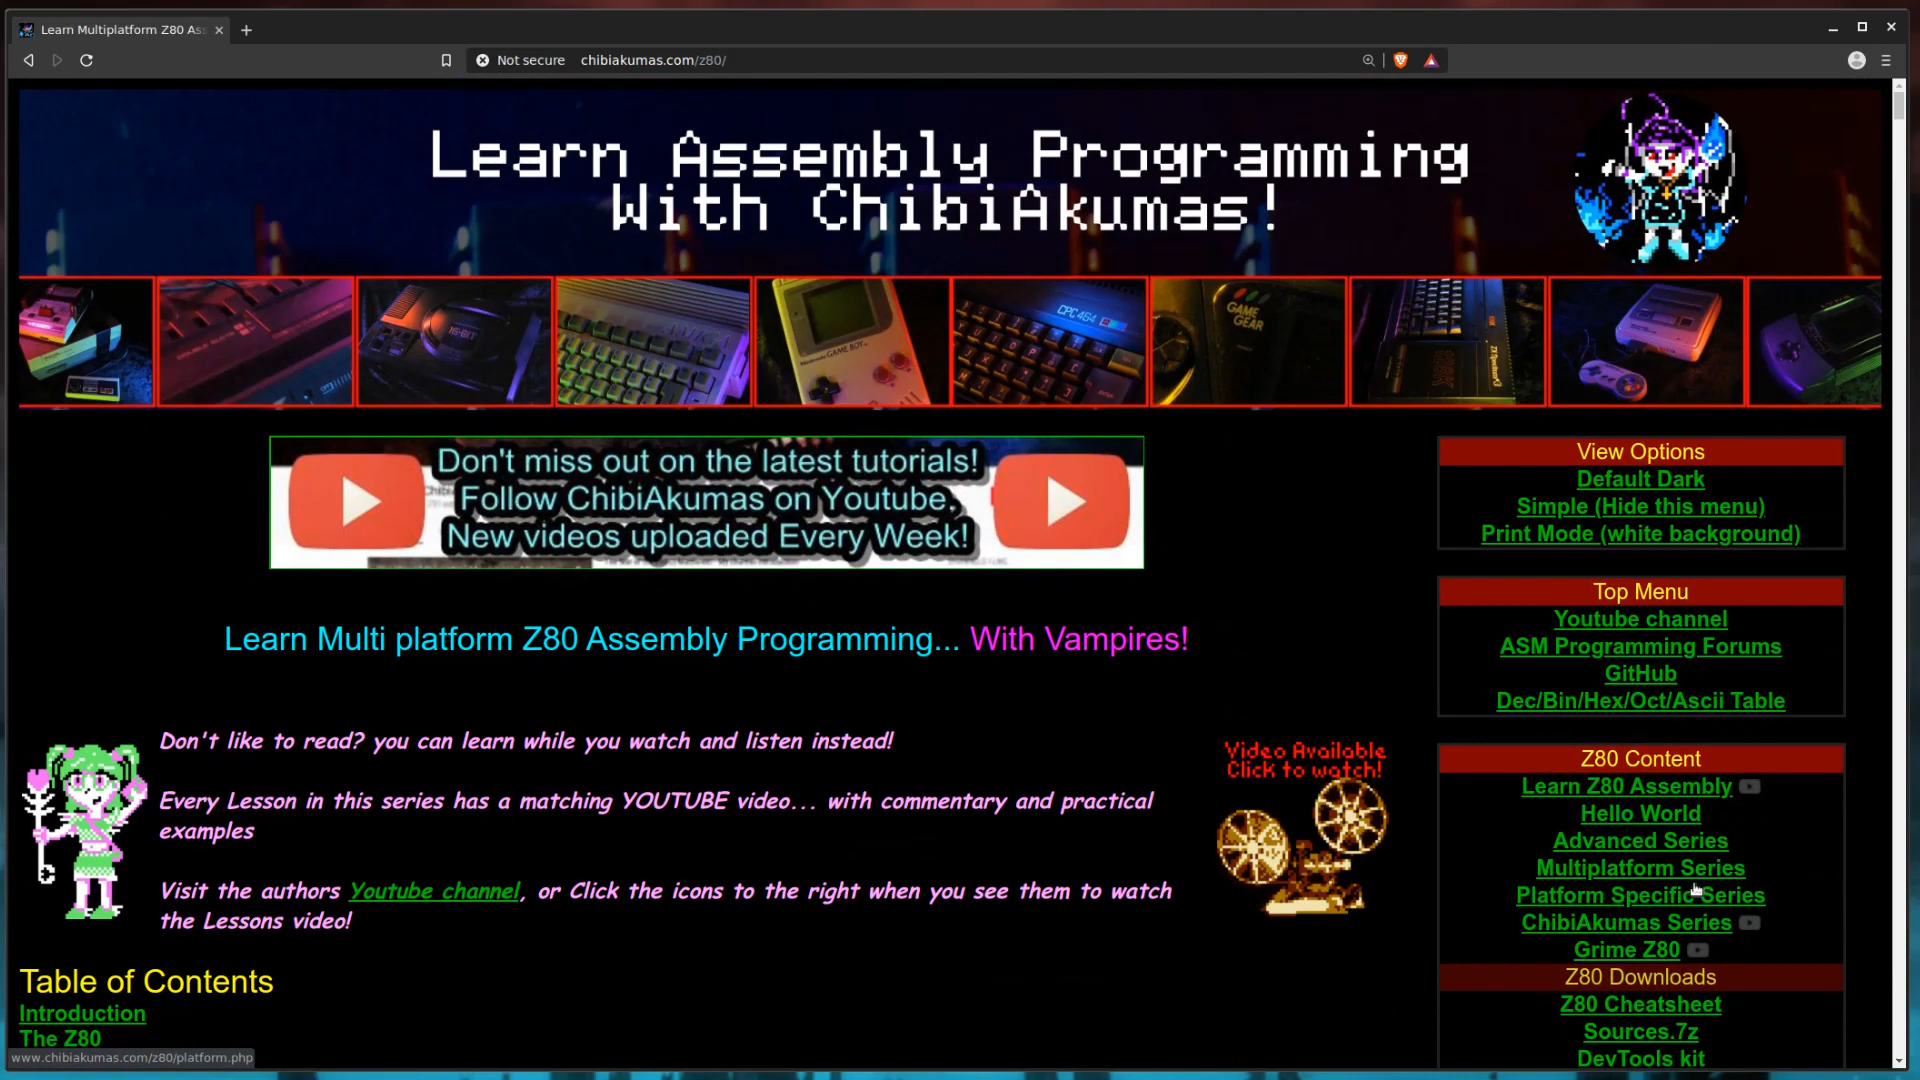 Learn Multiplatform Z80 As
Not secure
chibiakumas.com/z80/
Learn Assembly Programming
With ChibiAkumas!
16-BIT
Nintendo GAME BOY
CPC464
GAME
GEAR
Don't miss out on the latest tutorials!
Follow ChibiAkumas on Youtube,
New videos uploaded Every Week!
Learn Multi platform Z80 Assembly Programming... With Vampires!
Don't like to read? you can learn while you watch and listen instead!
Every Lesson in this series has a matching YOUTUBE video... with commentary and practical
examples
Visit the authors Youtube channel, or Click the icons to the right when you see them to watch
the Lessons video!
Video Available
Click to watch!
Table of Contents
Introduction
The Z80
View Options
Default Dark
Simple (Hide this menu)
Print Mode (white background)
Top Menu
Youtube channel
ASM Programming Forums
GitHub
Dec/Bin/Hex/Oct/Ascii Table
Z80 Content
Learn Z80 Assembly
Hello World
Advanced Series
Multiplatform Series
Platform Specific Series
ChibiAkumas Series
Grime Z80
Z80 Downloads
Z80 Cheatsheet
Sources.7z
DevTools kit
www.chibiakumas.com/z80/platform.php